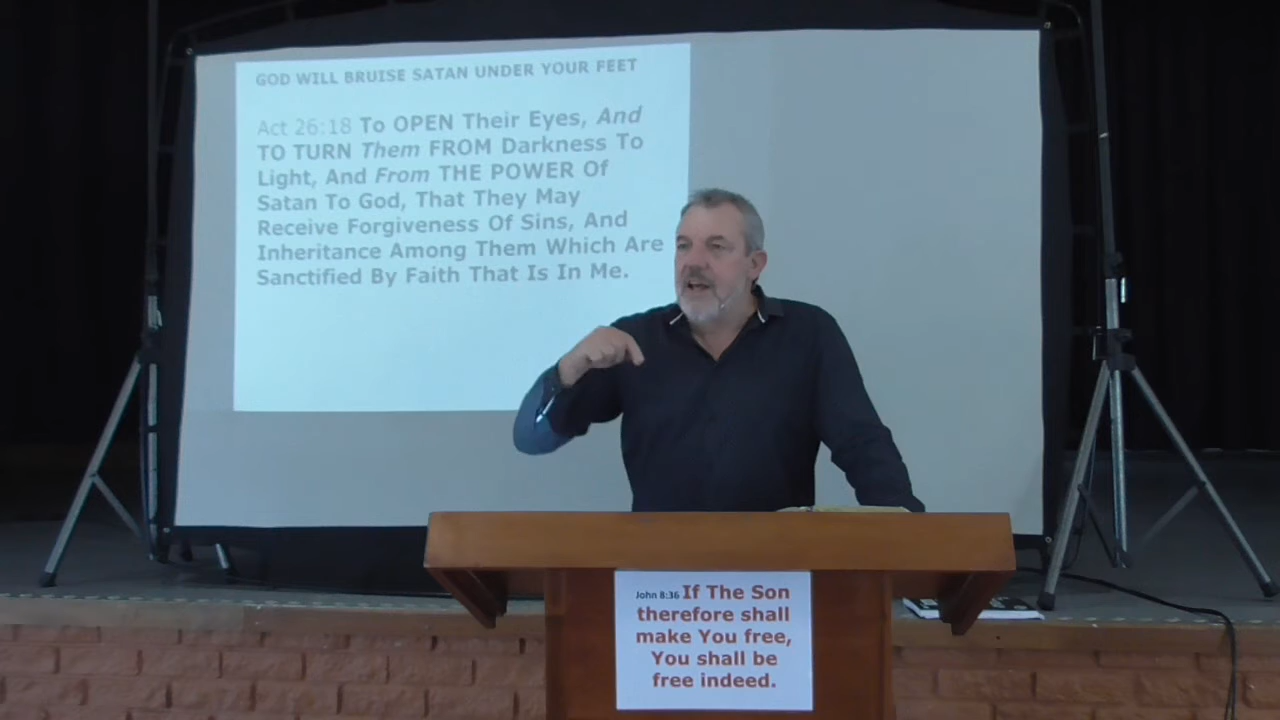 GOD WILL BRUISE SATAN UNDER YOUR FEET
Act 26:18 To OPEN Their Eyes, And
TO TURN Them FROM Darkness To
Light, And From THE POWER Of
Satan To God, That They May
Receive Forgiveness Of Sins, And
Inheritance Among Them Which Are
Sanctified By Faith That Is In Me.
John 8:36 If The Son
therefore shall
make You free,
You shall be
free indeed.